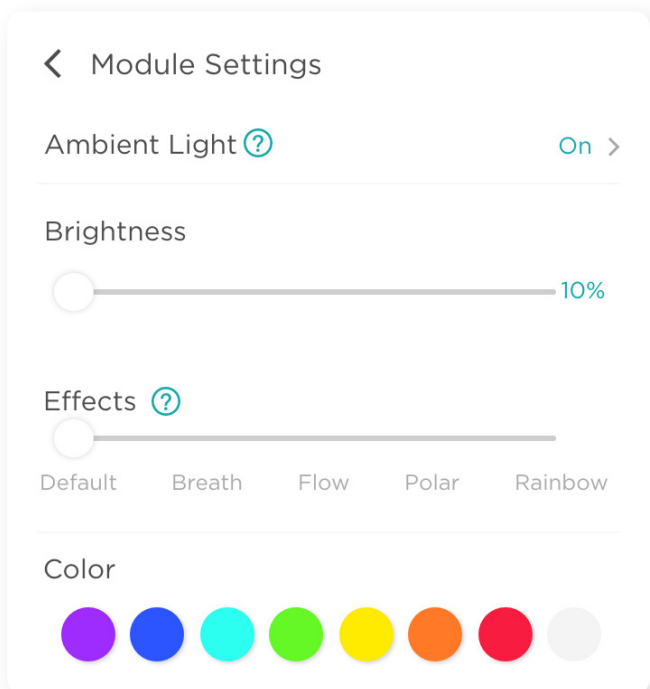 Module Settings
Ambient Light ? On
Brightness
10%
Effects ?
Default Breath Flow Polar Rainbow
Color